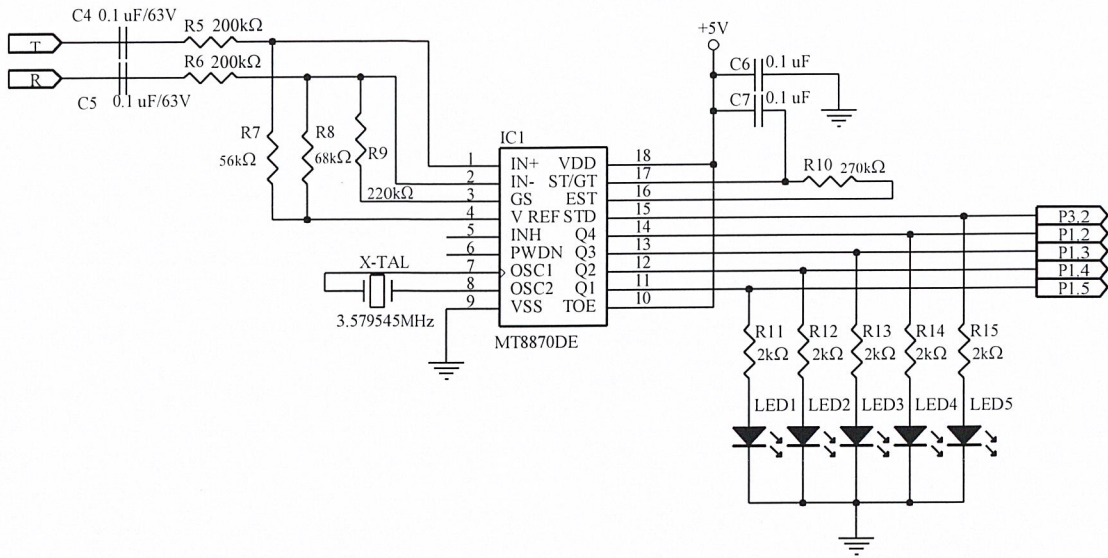 C4 0.1 uF/63V
R5 200kΩ
T
R6 200kΩ
R
C5 0.1 uF/63V
+5V
C6 0.1 uF
C7 0.1 uF
R7
56kΩ
R8
68kΩ
R9
220kΩ
IC1
1 IN+ VDD 18
2 IN- ST/GT 17
3 GS EST 16
4 V REF STD 15
5 INH Q4 14
6 PWDN Q3 13
7 OSC1 Q2 12
8 OSC2 Q1 11
9 VSS TOE 10
MT8870DE
R10 270kΩ
P3.2
P1.2
P1.3
P1.4
P1.5
X-TAL
3.579545MHz
R11 R12 R13 R14 R15
2kΩ 2kΩ 2kΩ 2kΩ 2kΩ
LED1 LED2 LED3 LED4 LED5